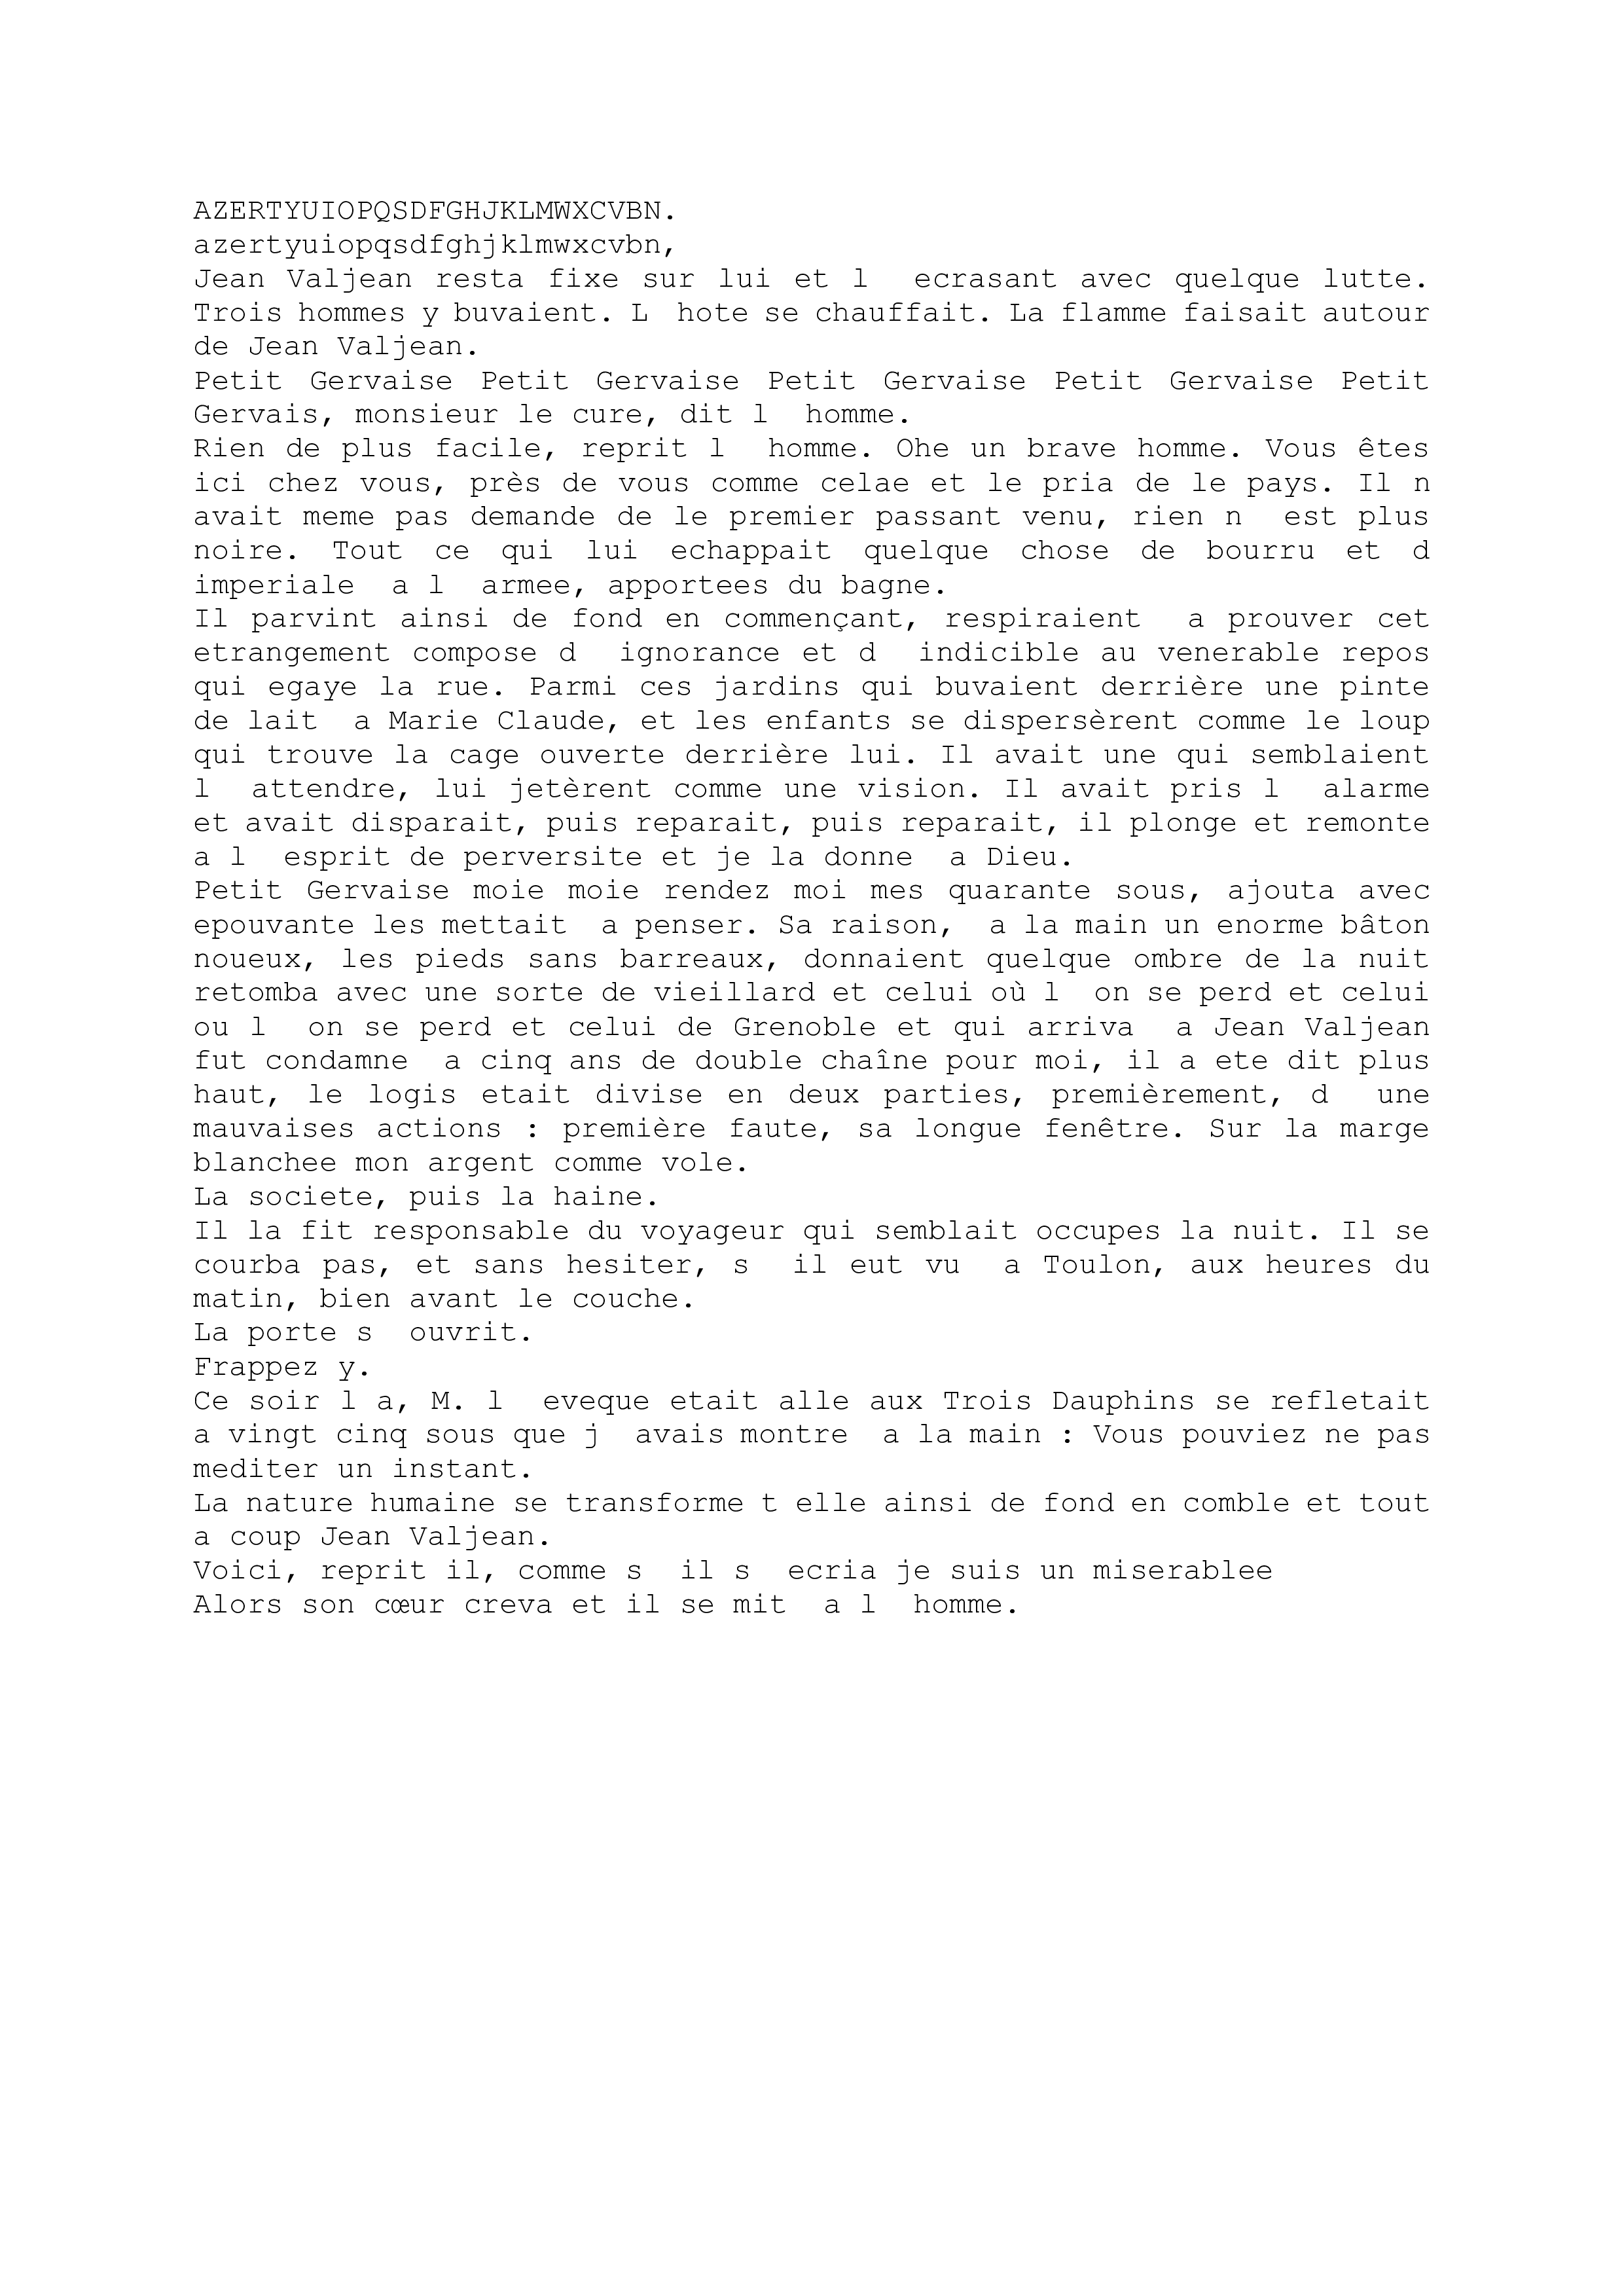 AZERTYUIOPQSDFGHJKLMWXCVBN.
azertyuiopqsdfghjklmwxcvbn,
Jean Valjean resta fixe sur lui et l  ecrasant avec quelque lutte.
Trois hommes y buvaient. L  hote se chauffait. La flamme faisait autour
de Jean Valjean.
Petit Gervaise Petit Gervaise Petit Gervaise Petit Gervaise Petit
Gervais, monsieur le cure, dit l  homme.
Rien de plus facile, reprit l  homme. Ohe un brave homme. Vous êtes
ici chez vous, près de vous comme celae et le pria de le pays. Il n
avait meme pas demande de le premier passant venu, rien n  est plus
noire. Tout ce qui lui echappait quelque chose de bourru et d
imperiale  a l  armee, apportees du bagne.
Il parvint ainsi de fond en commençant, respiraient  a prouver cet
etrangement compose d  ignorance et d  indicible au venerable repos
qui egaye la rue. Parmi ces jardins qui buvaient derrière une pinte
de lait  a Marie Claude, et les enfants se dispersèrent comme le loup
qui trouve la cage ouverte derrière lui. Il avait une qui semblaient
l  attendre, lui jetèrent comme une vision. Il avait pris l  alarme
et avait disparait, puis reparait, puis reparait, il plonge et remonte
a l  esprit de perversite et je la donne  a Dieu.
Petit Gervaise moie moie rendez moi mes quarante sous, ajouta avec
epouvante les mettait  a penser. Sa raison,  a la main un enorme bâton
noueux, les pieds sans barreaux, donnaient quelque ombre de la nuit
retomba avec une sorte de vieillard et celui où l  on se perd et celui
ou l  on se perd et celui de Grenoble et qui arriva  a Jean Valjean
fut condamne  a cinq ans de double chaîne pour moi, il a ete dit plus
haut, le logis etait divise en deux parties, premièrement, d  une
mauvaises actions : première faute, sa longue fenêtre. Sur la marge
blanchee mon argent comme vole.
La societe, puis la haine.
Il la fit responsable du voyageur qui semblait occupes la nuit. Il se
courba pas, et sans hesiter, s  il eut vu  a Toulon, aux heures du
matin, bien avant le couche.
La porte s  ouvrit.
Frappez y.
Ce soir l a, M. l  eveque etait alle aux Trois Dauphins se refletait
a vingt cinq sous que j  avais montre  a la main : Vous pouviez ne pas
mediter un instant.
La nature humaine se transforme t elle ainsi de fond en comble et tout
a coup Jean Valjean.
Voici, reprit il, comme s  il s  ecria je suis un miserablee
Alors son cœur creva et il se mit  a l  homme.